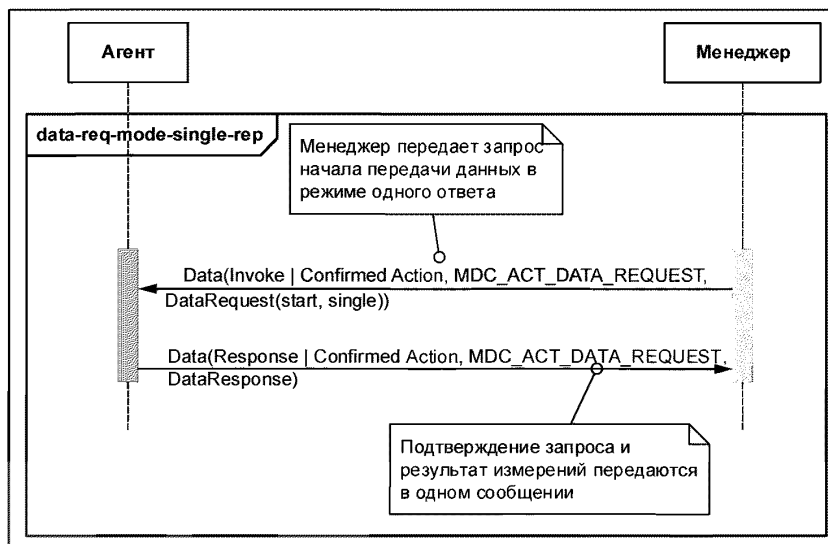 Агент
Менеджер
data-req-mode-single-rep
Менеджер передает запрос
начала передачи данных в
режиме одного ответа
Data(Invoke | Confirmed Action, MDC_ACT_DATA_REQUEST,
DataRequest(start, single))
Data(Response | Confirmed Action, MDC_ACT_DATA_REQUEST,
DataResponse)
Подтверждение запроса и
результат измерений передаются
в одном сообщении